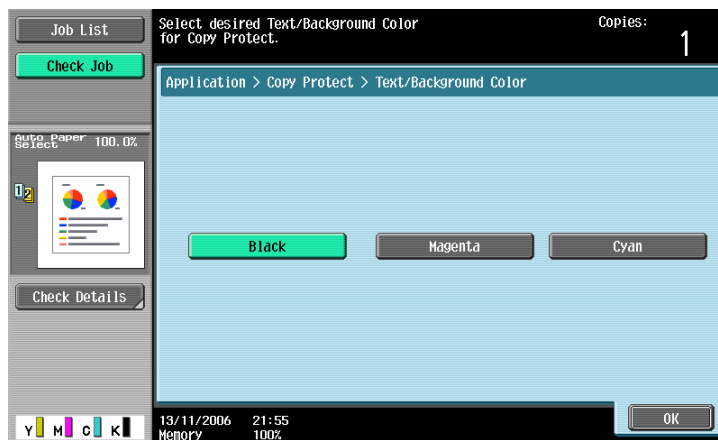 Job List
Check Job
Select desired Text/Background Color
for Copy Protect.
Copies:
1
Application > Copy Protect > Text/Background Color
Auto Paper
Select
100.0%
1 2
Black
Magenta
Cyan
Check Details
Y M C K
13/11/2006 21:55
Memory 100%
OK